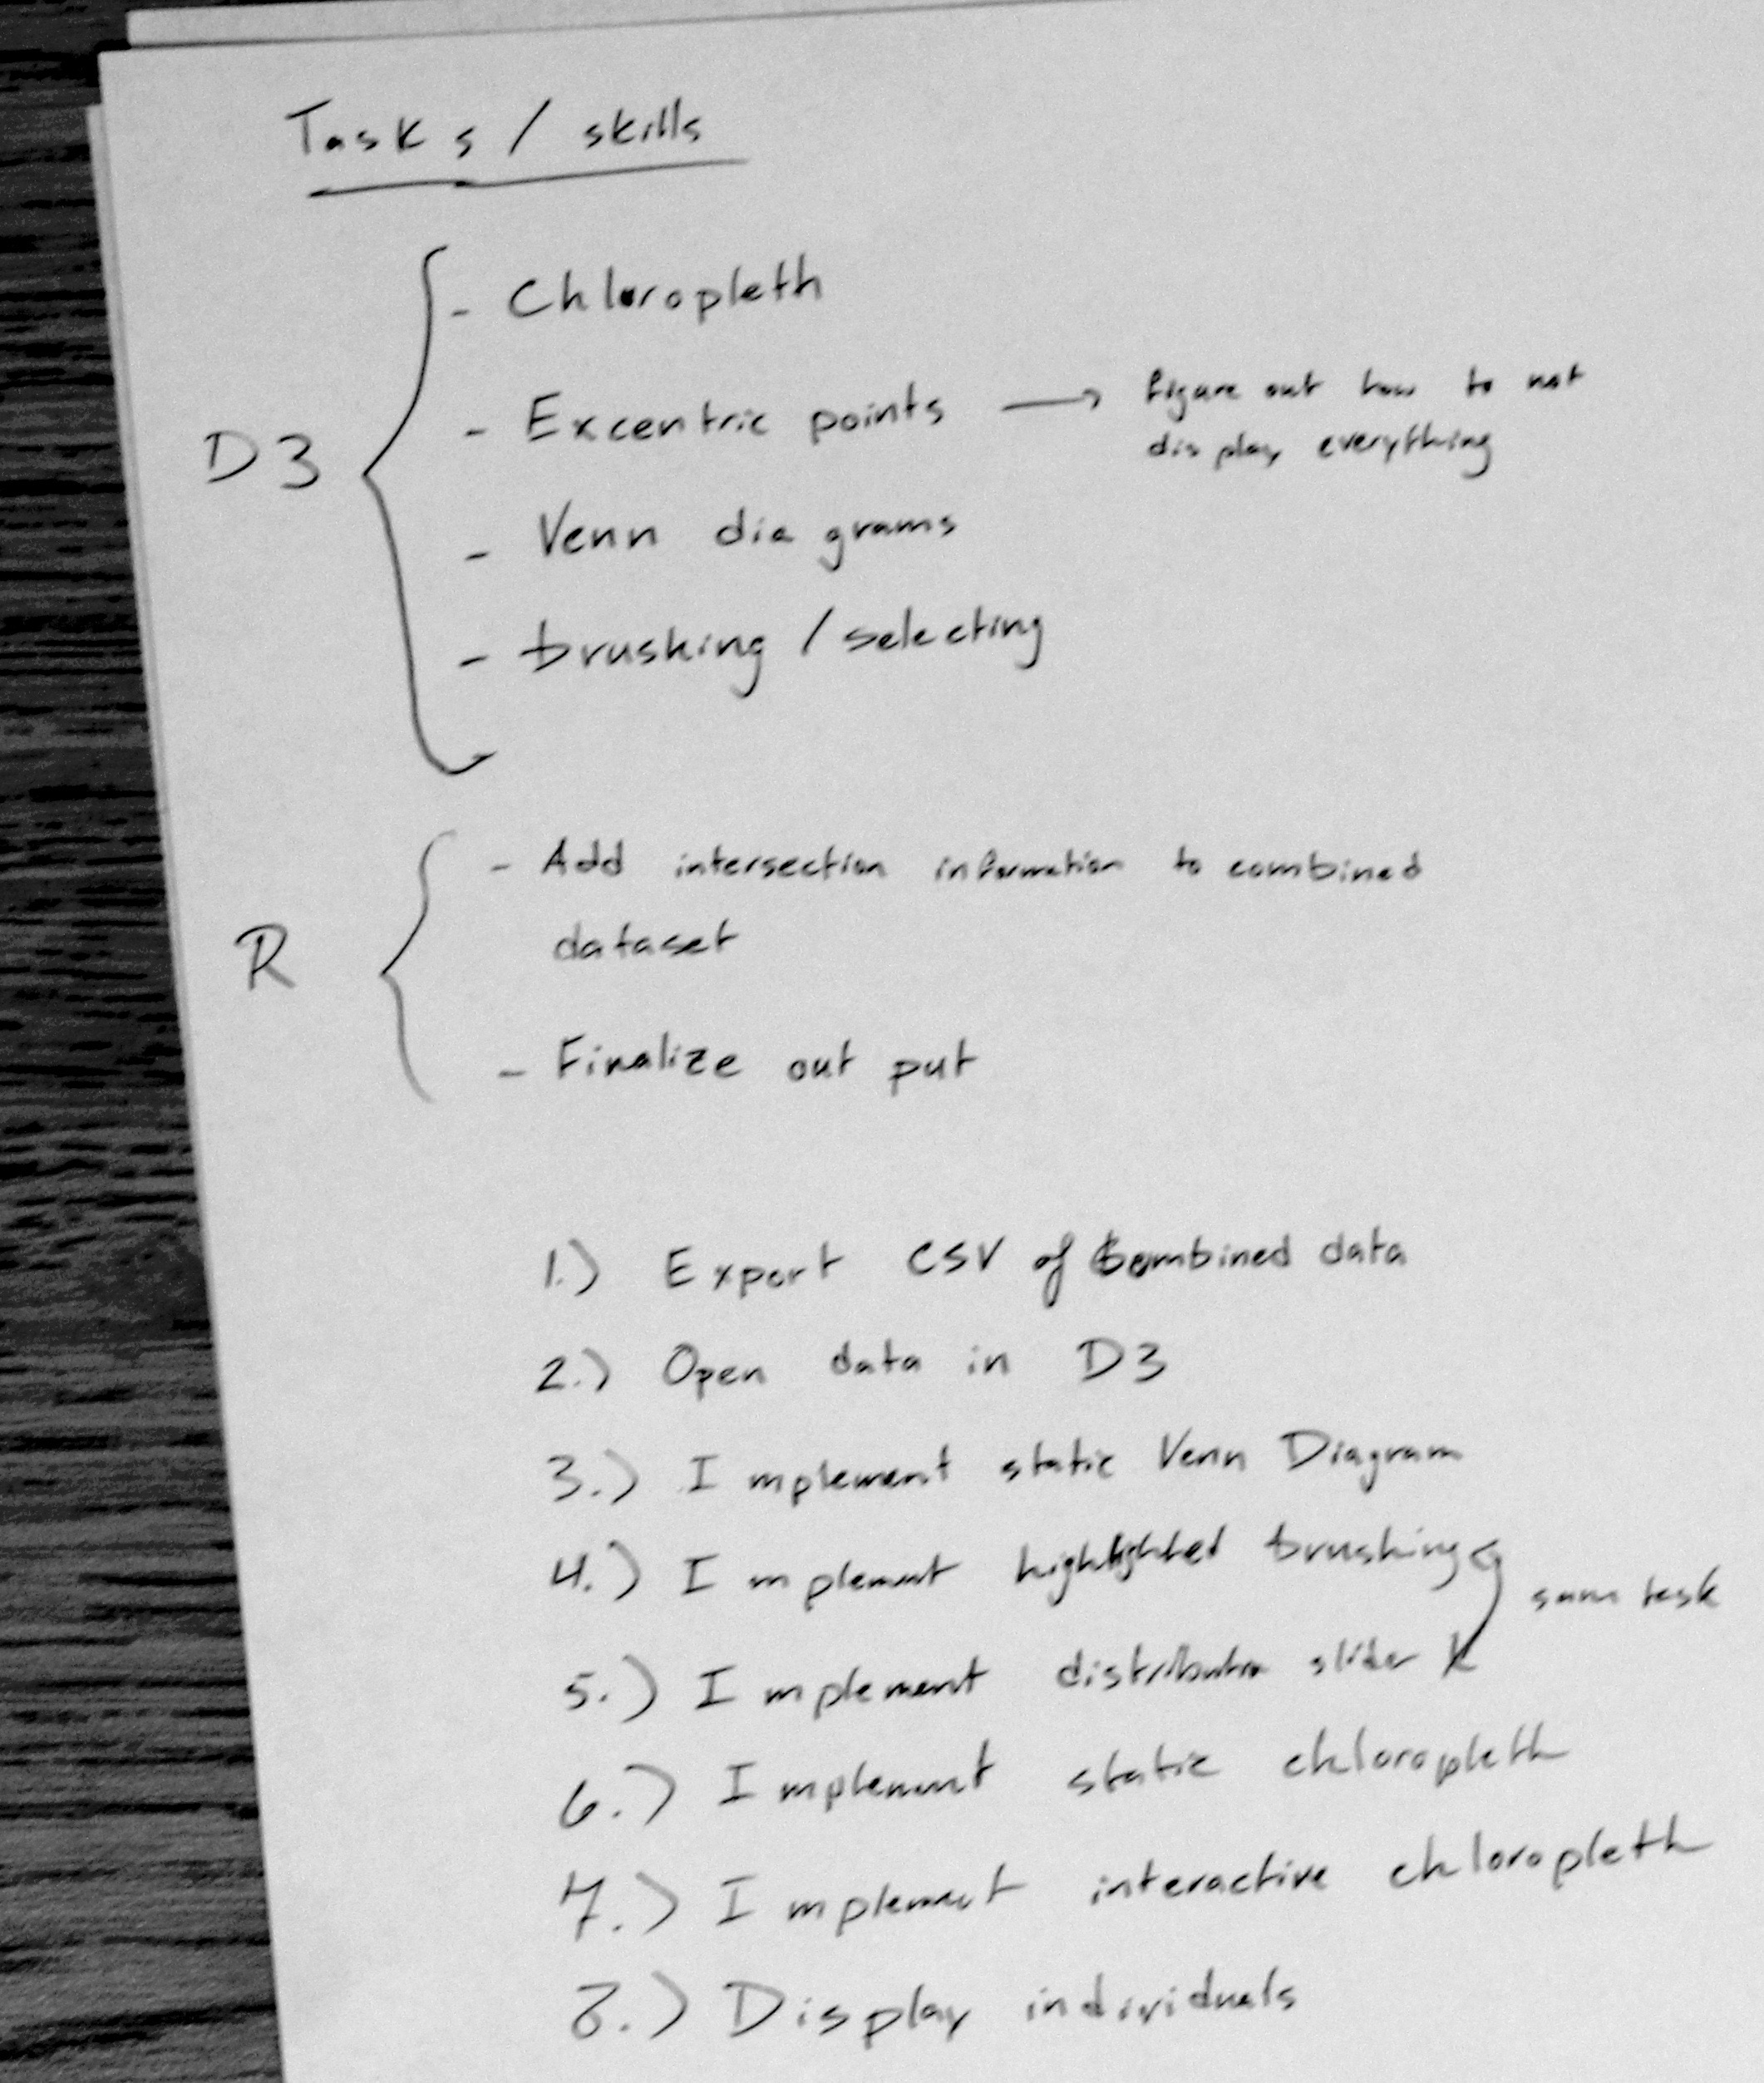 Tasks / skills
D3
- Chloropleth
- Excentric points → figure out how to not
display everything
- Venn diagrams
- brushing / selecting
R
- Add intersection information to combined
dataset
- Finalize out put
1.) Export CSV of combined data
2.) Open data in D3
3.) Implement static Venn Diagram
4.) Implement highlighted brushing
same task
5.) Implement distribution slider
6.) Implement static chloropleth
7.) Implement interactive chloropleth
8.) Display individuals